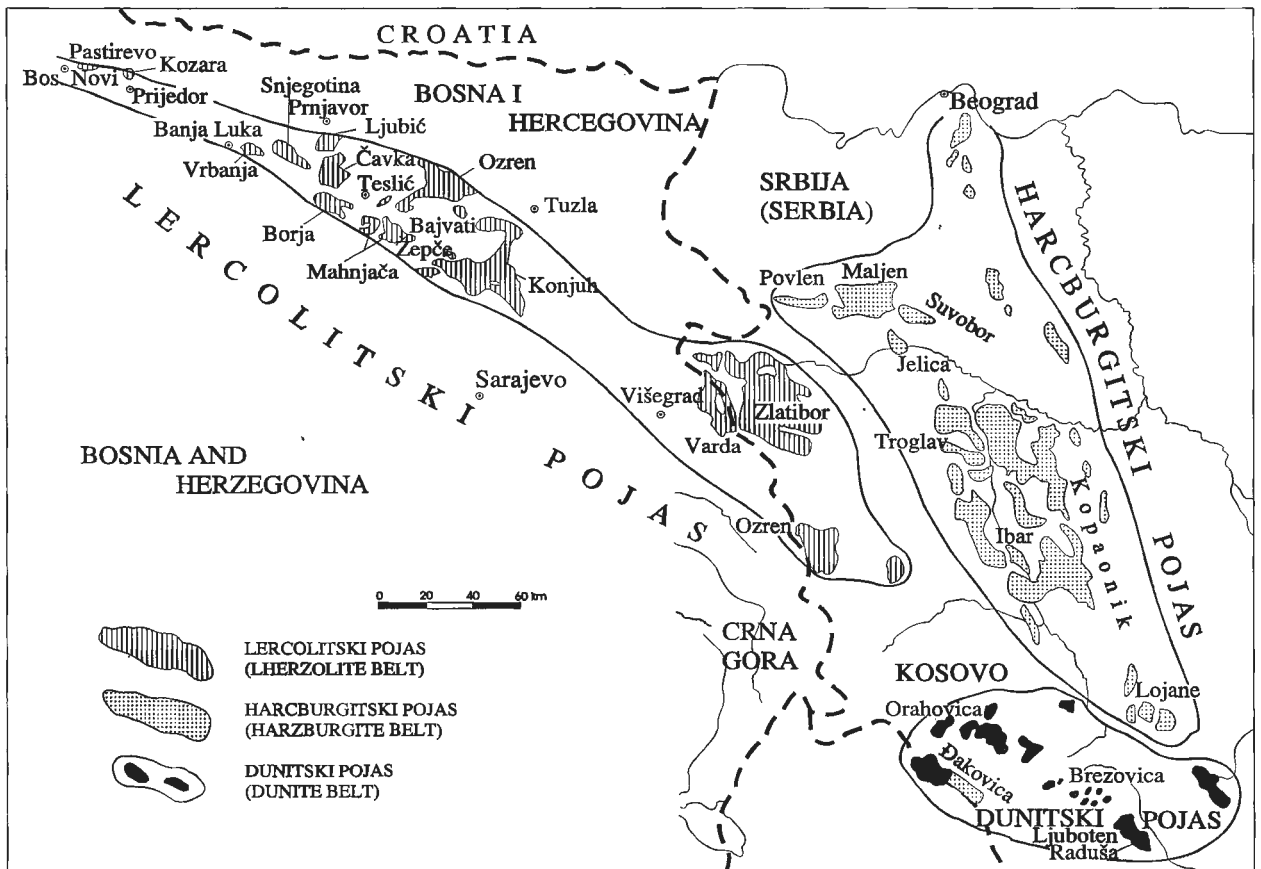 CROATIA
Pastirevo
Kozara
Bos. Novi
Prijedor
Snjegotina
Prnjavor
BOSNA I
HERCEGOVINA
Ljubić
Banja Luka
Vrbanja
Čavka
Teslić
Ozren
Tuzla
Borja
Bajvati
Mahnjača
Žepče
Konjuh
LERCOLITSKI POJAS
Sarajevo
Višegrad
Varda
Zlatibor
Ozren
BOSNIA AND
HERZEGOVINA
Beograd
SRBIJA
(SERBIA)
HARCBURGITSKI POJAS
Povlen
Maljen
Suvobor
Jelica
Troglav
Ibar
Kopaonik
CRNA
GORA
KOSOVO
Lojane
Orahovica
Đakovica
Brezovica
DUNITSKI POJAS
Ljuboten
Raduša
0 20 40 60 km
LERCOLITSKI POJAS
(LHERZOLITE BELT)
HARCBURGITSKI POJAS
(HARZBURGITE BELT)
DUNITSKI POJAS
(DUNITE BELT)